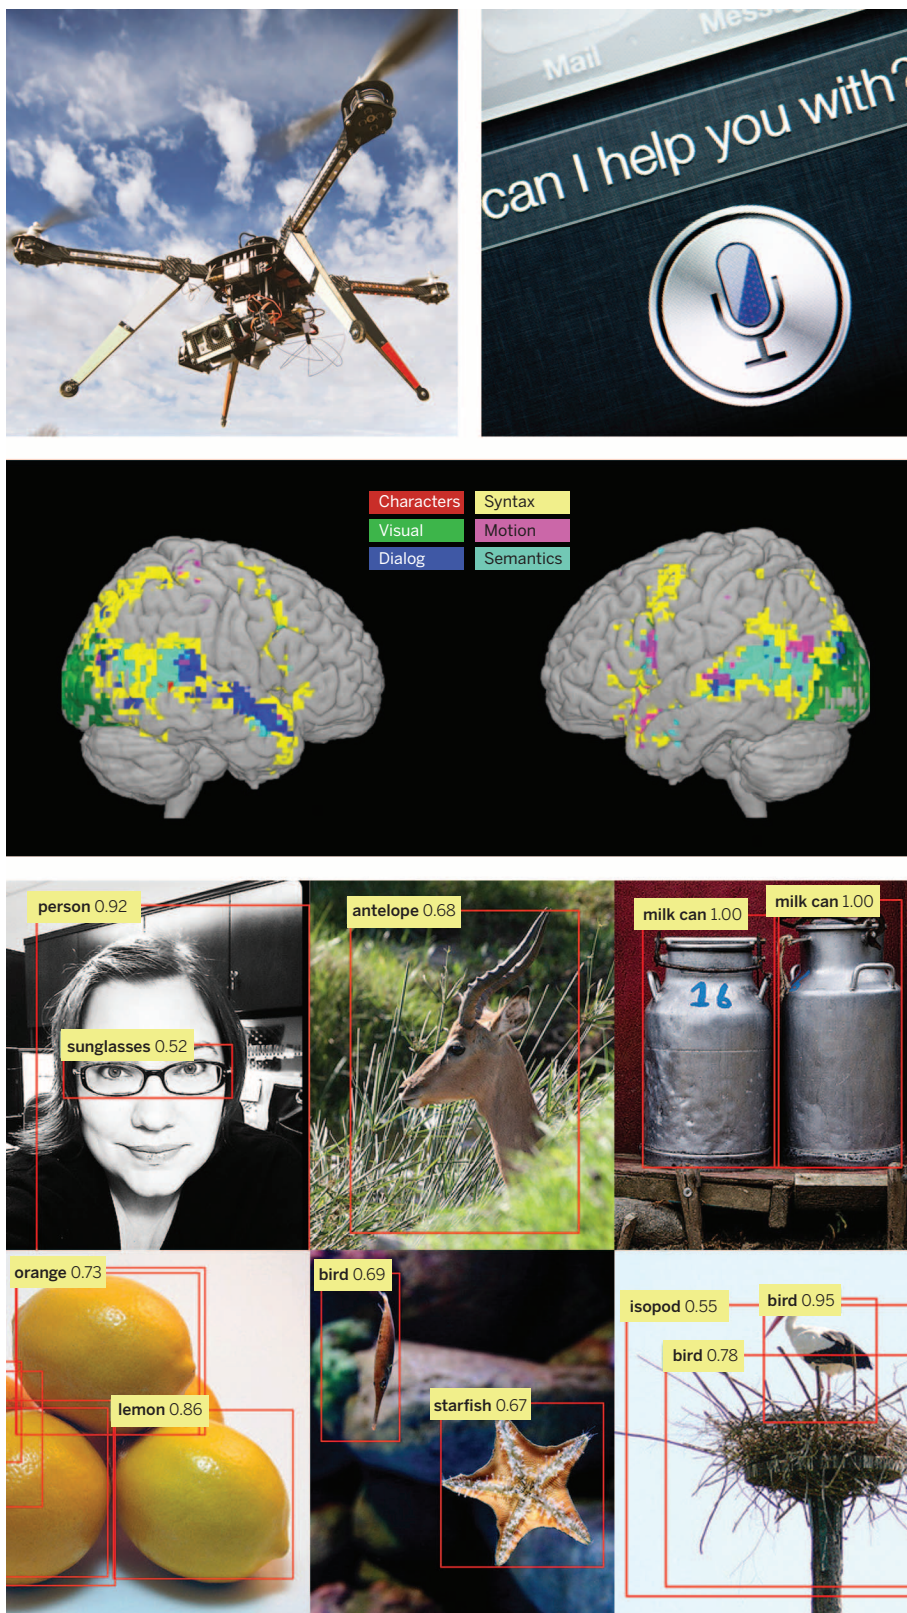 Mail
Messag
can I help you with?
Characters
Syntax
Visual
Motion
Dialog
Semantics
person 0.92
antelope 0.68
milk can 1.00
milk can 1.00
16
sunglasses 0.52
orange 0.73
bird 0.69
isopod 0.55
bird 0.95
bird 0.78
lemon 0.86
starfish 0.67